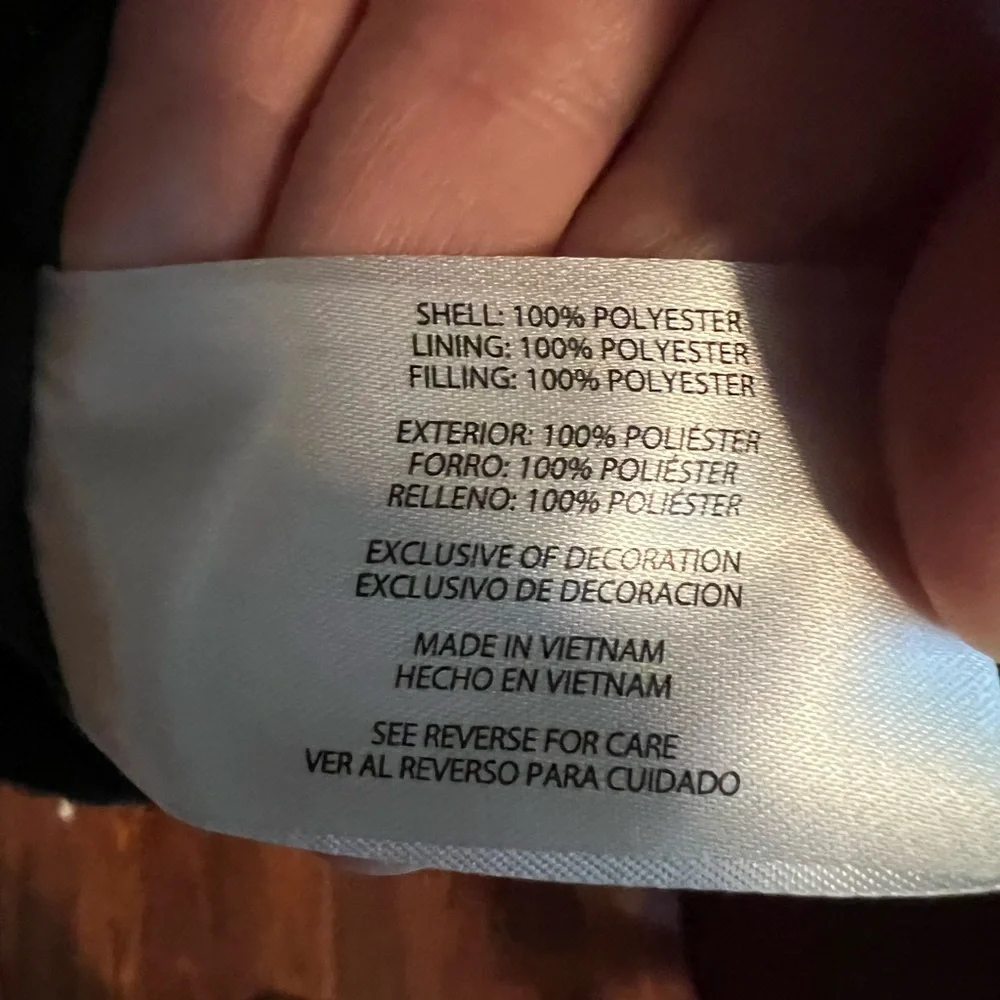 SHELL: 100% POLYESTER
LINING: 100% POLYESTER
FILLING: 100% POLYESTER
EXTERIOR: 100% POLIÉSTER
FORRO: 100% POLIÉSTER
RELLENO: 100% POLIÉSTER
EXCLUSIVE OF DECORATION
EXCLUSIVO DE DECORACION
MADE IN VIETNAM
HECHO EN VIETNAM
SEE REVERSE FOR CARE
VER AL REVERSO PARA CUIDADO